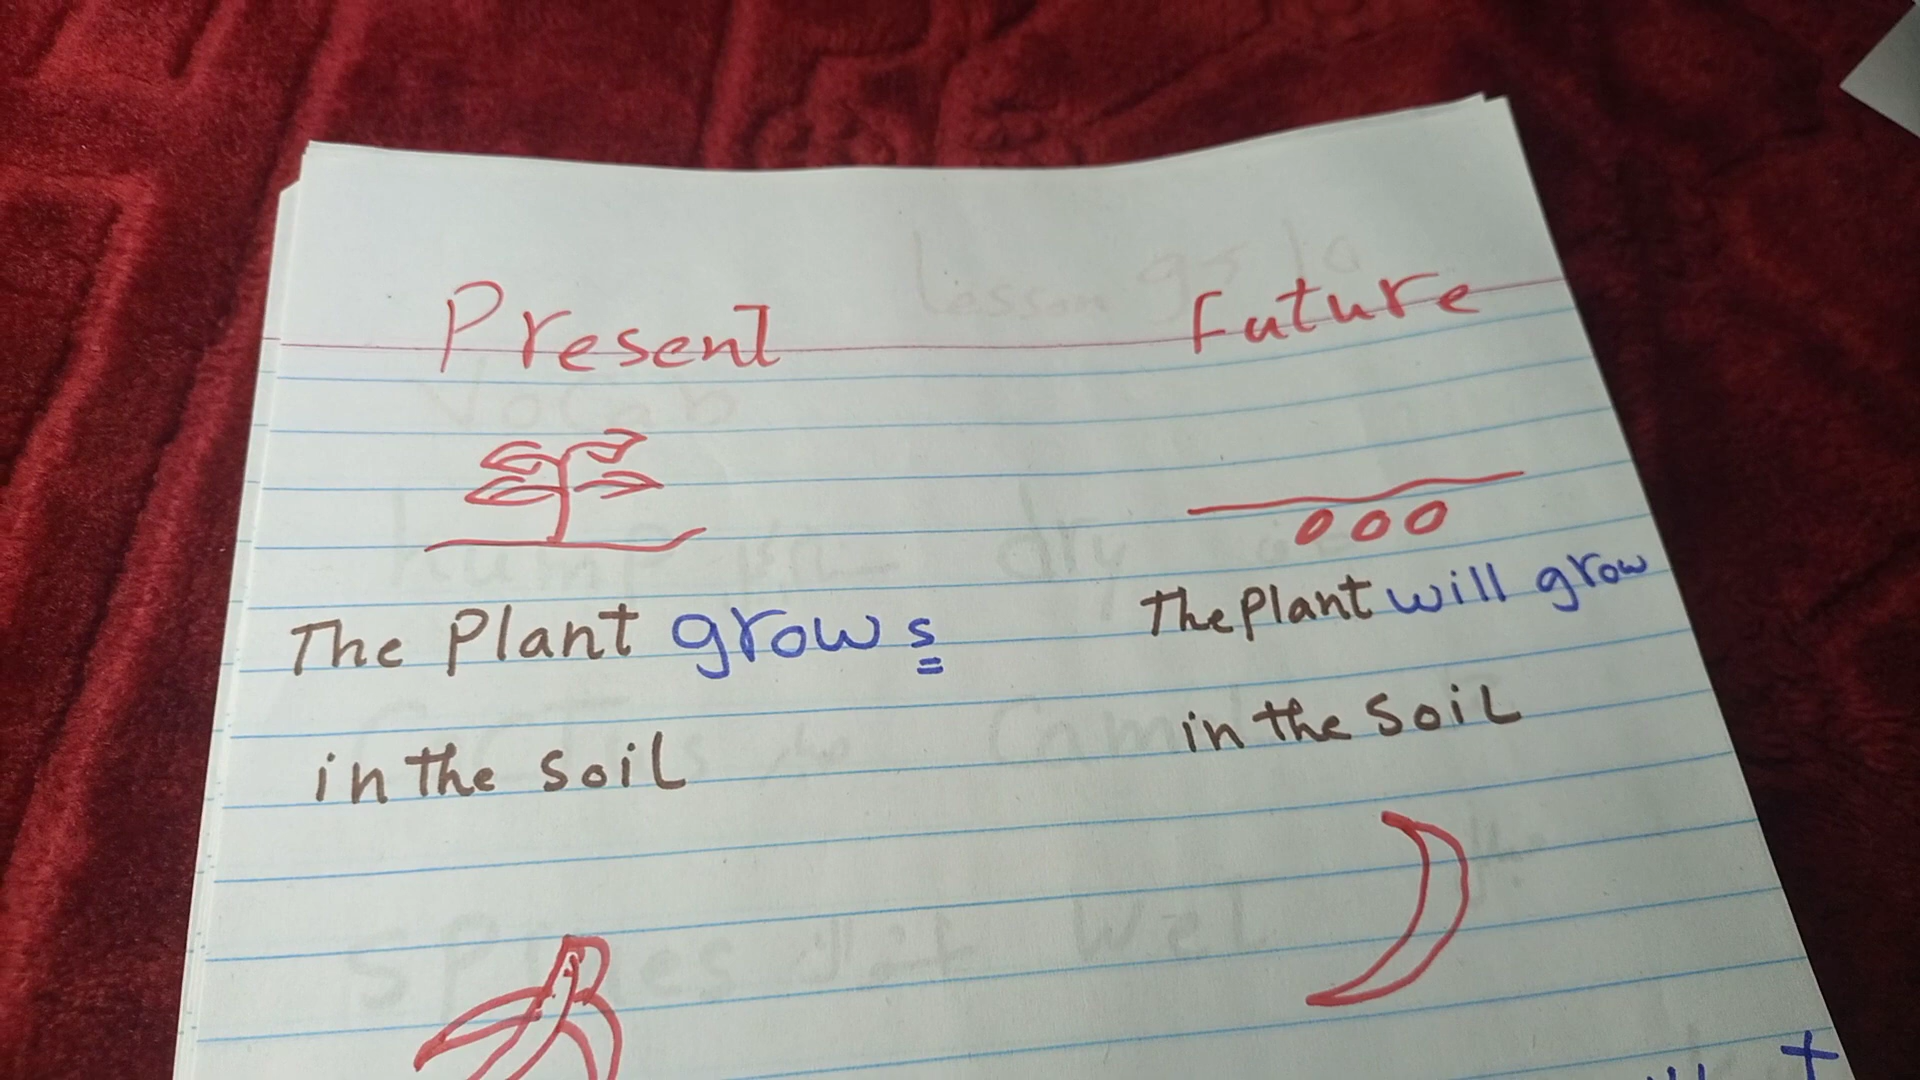 Present
Future
The Plant grows
in the soil
The Plant will grow
in the soil